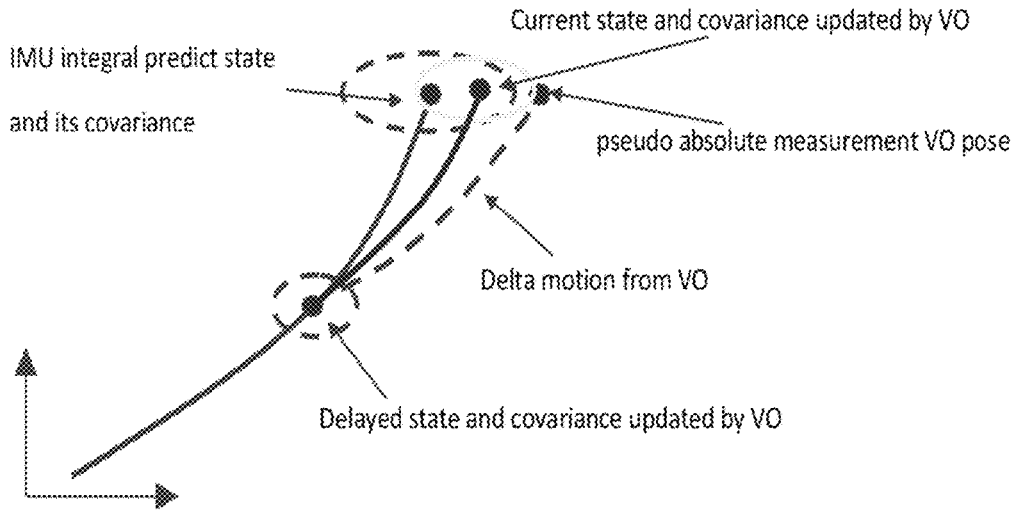 Current state and covariance updated by VO
IMU integral predict state
and its covariance
pseudo absolute measurement VO pose
Delta motion from VO
Delayed state and covariance updated by VO